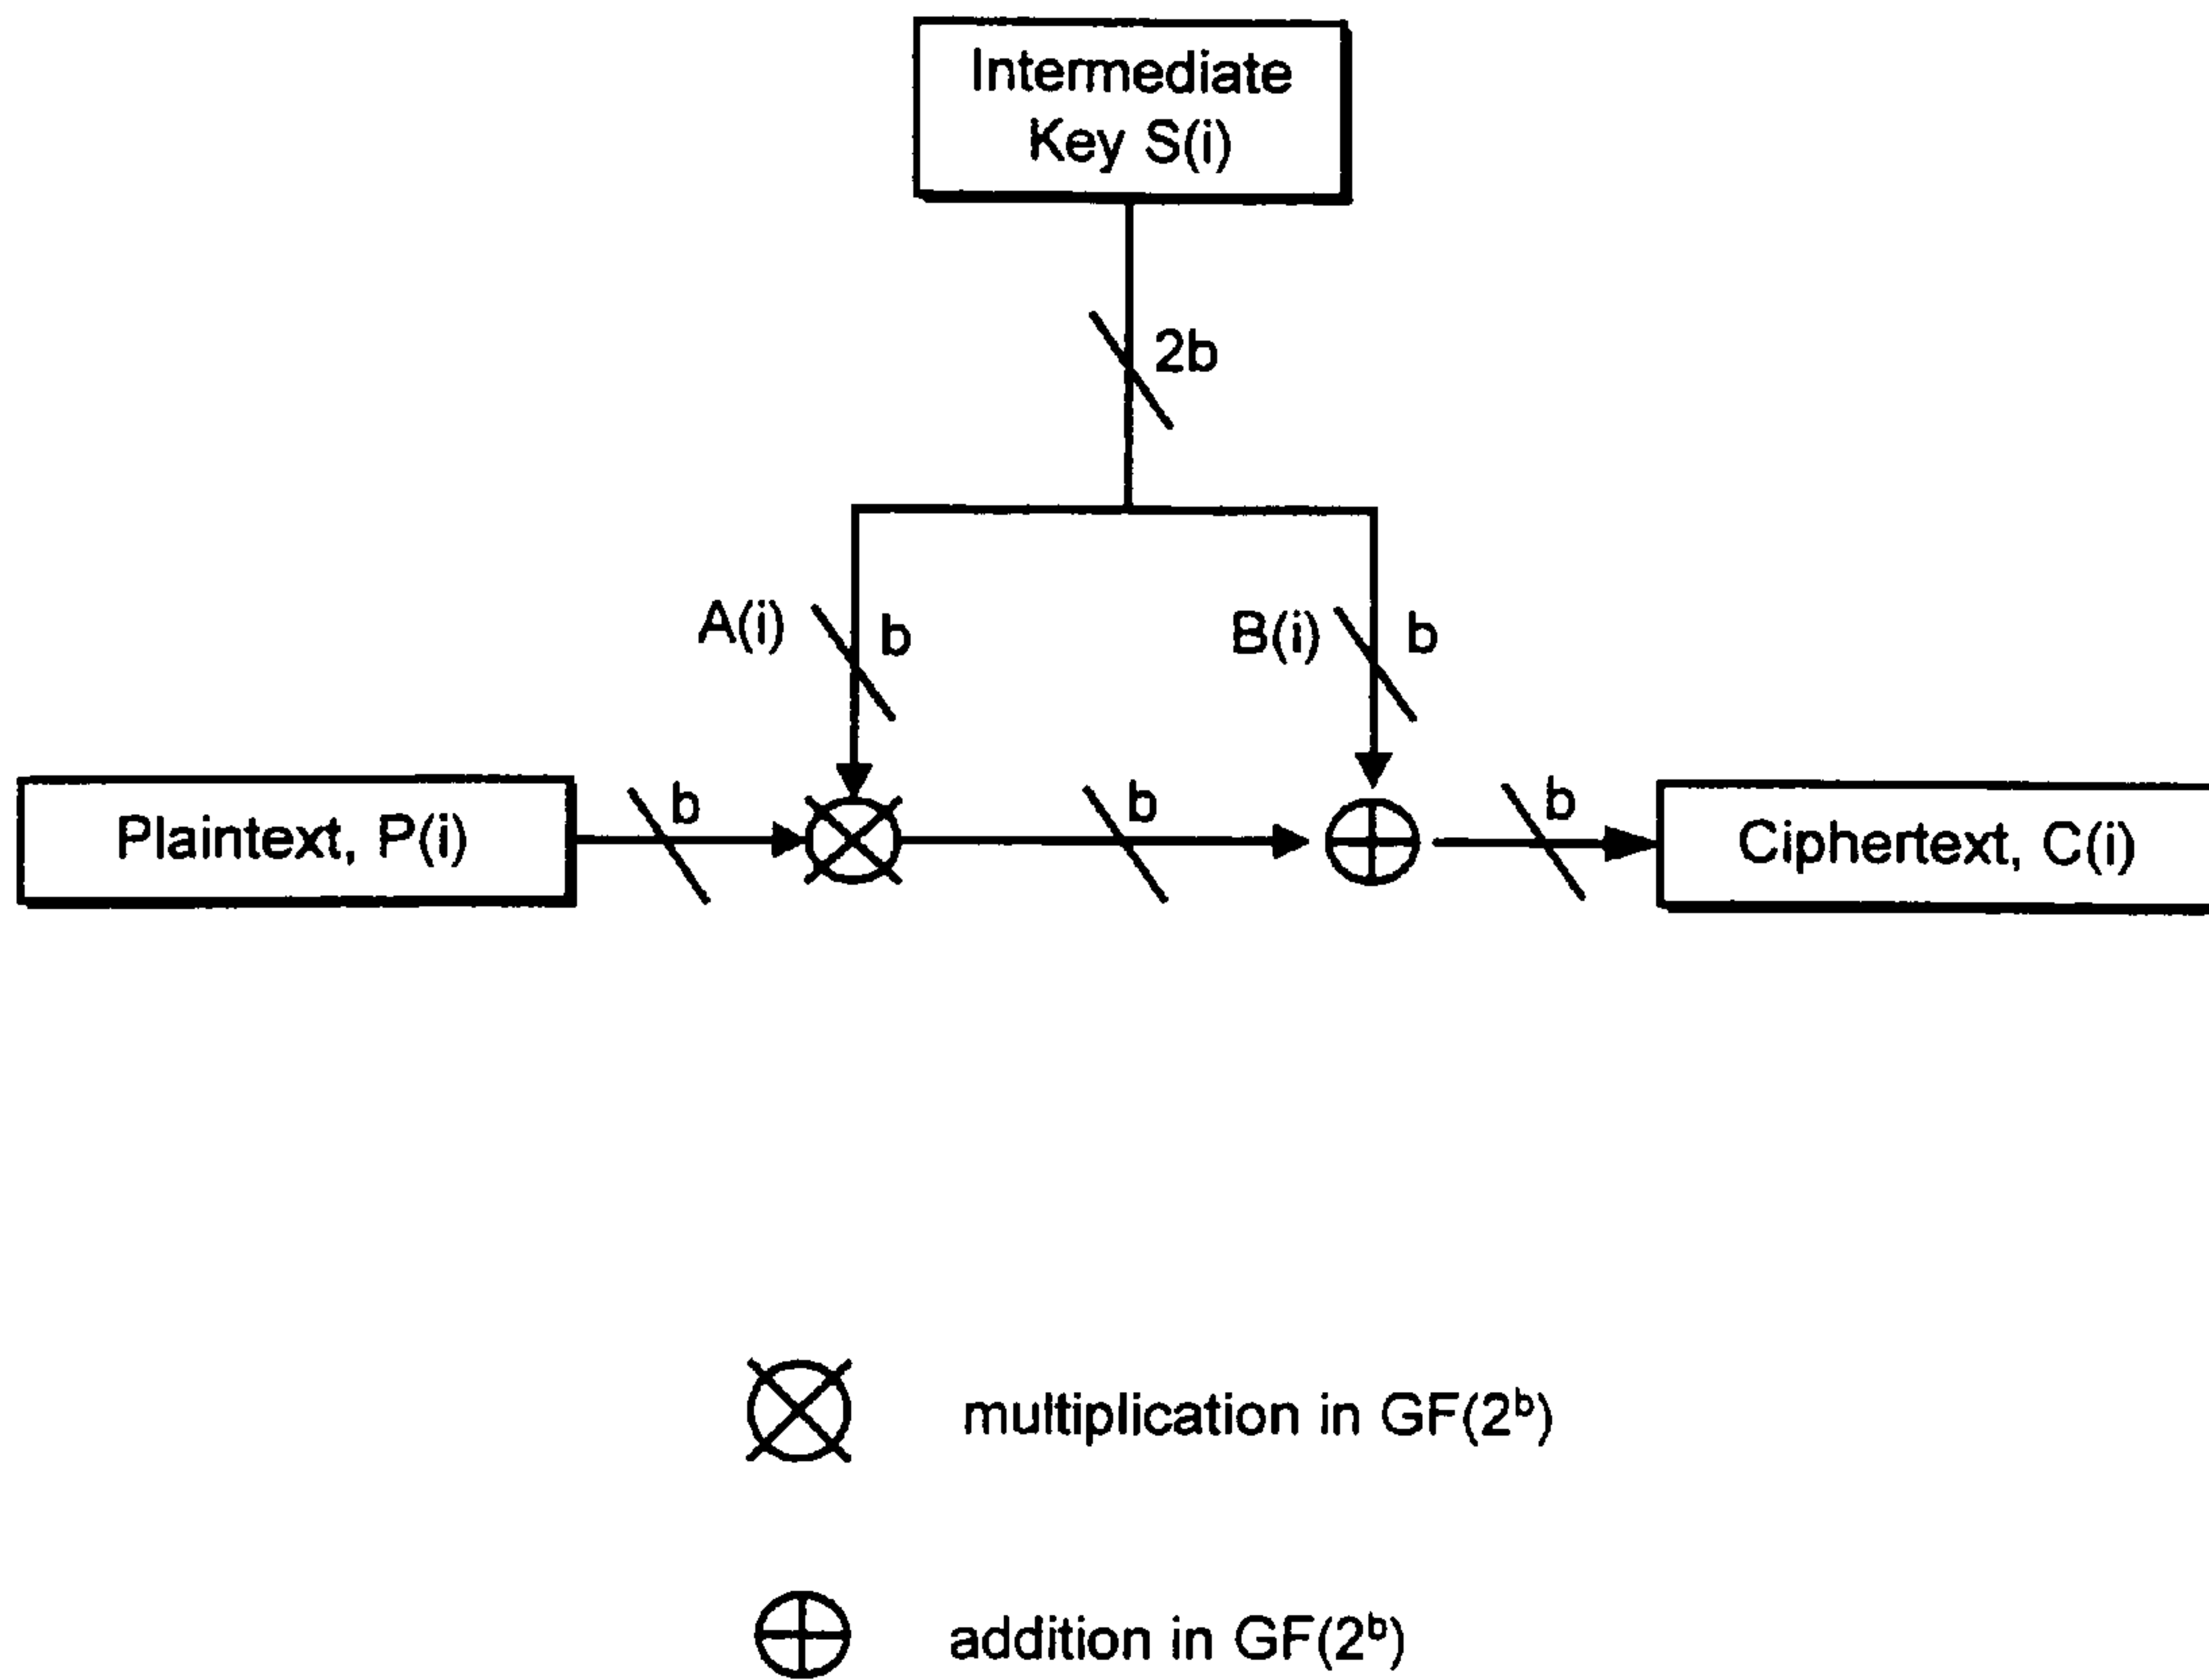 Intermediate
Key S(i)
2b
A(i)
b
B(i)
b
Plaintext, P(i)
b
b
b
Ciphertext, C(i)
multiplication in GF(2ᵇ)
addition in GF(2ᵇ)